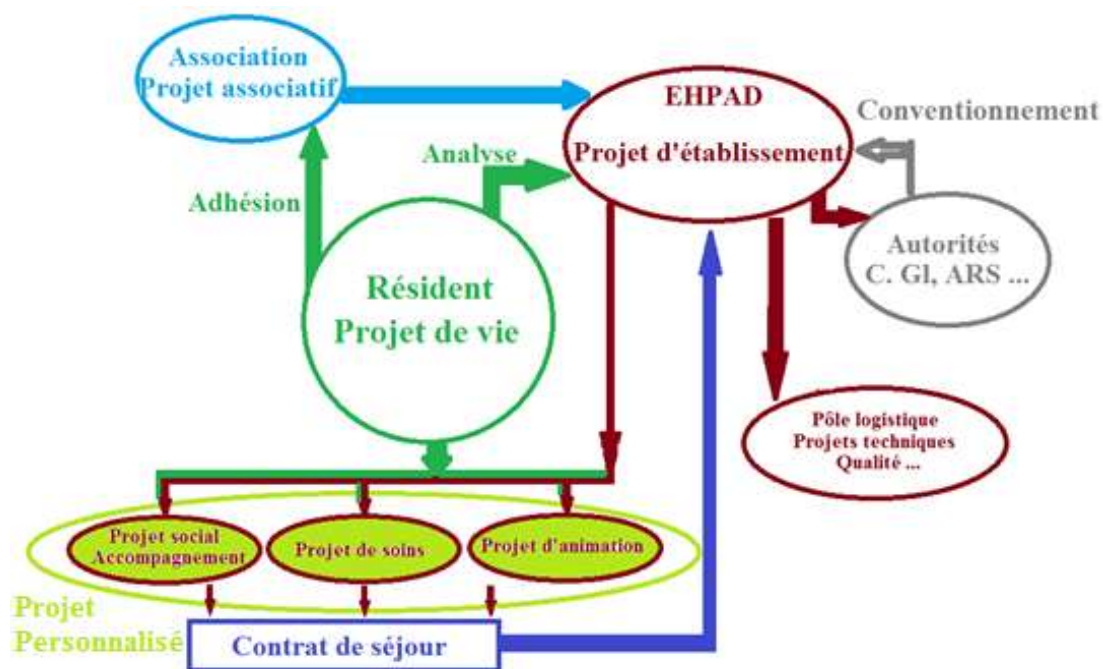 Association
Projet associatif
EHPAD
Projet d'établissement
Conventionnement
Analyse
Adhésion
Autorités
C. Gl, ARS ...
Résident
Projet de vie
Pôle logistique
Projets techniques
Qualité ...
Projet social
Accompagnement
Projet de soins
Projet d'animation
Projet
Personnalisé
Contrat de séjour